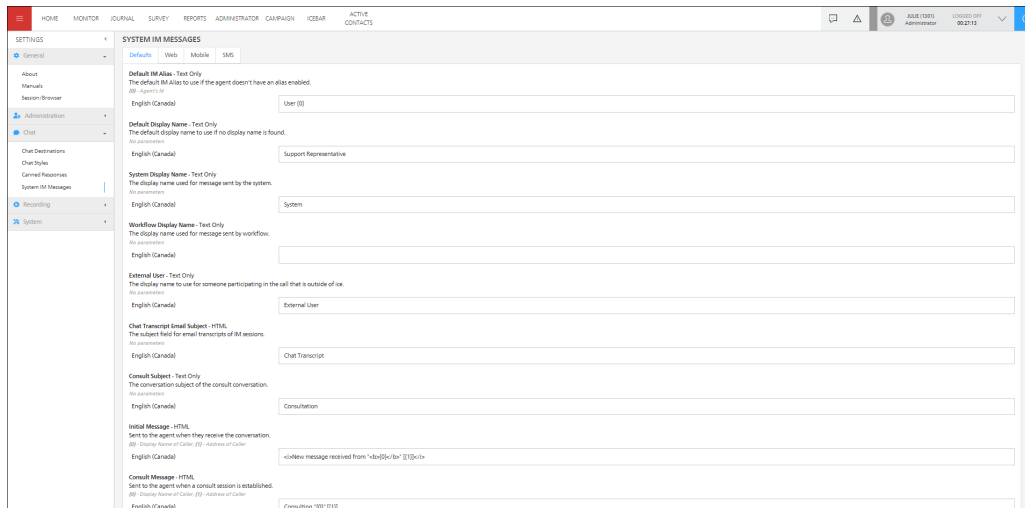 HOME MONITOR JOURNAL SURVEY REPORTS ADMINISTRATOR CAMPAIGN ICEBAR ACTIVE CONTACTS
JULIE (1301) LOGGED OFF
Administrator 00:27:13
SETTINGS
General
About
Manuals
Session/Browser
Administration
Chat
Chat Destinations
Chat Styles
Canned Responses
System IM Messages
Recording
System
SYSTEM IM MESSAGES
Defaults Web Mobile SMS
Default IM Alias - Text Only
The default IM Alias to use if the agent doesn't have an alias enabled.
{0} - Agent's Id
English (Canada) User {0}
Default Display Name - Text Only
The default display name to use if no display name is found.
No parameters
English (Canada) Support Representative
System Display Name - Text Only
The display name used for message sent by the system.
No parameters
English (Canada) System
Workflow Display Name - Text Only
The display name used for message sent by workflow.
No parameters
English (Canada)
External User - Text Only
The display name to use for someone participating in the call that is outside of ice.
No parameters
English (Canada) External User
Chat Transcript Email Subject - HTML
The subject field for email transcripts of IM sessions.
No parameters
English (Canada) Chat Transcript
Consult Subject - Text Only
The conversation subject of the consult conversation.
No parameters
English (Canada) Consultation
Initial Message - HTML
Sent to the agent when they receive the conversation.
{0} - Display Name of Caller, {1} - Address of Caller
English (Canada) <i>New message received from "<b>{0}</b>" [{1}]</i>
Consult Message - HTML
Sent to the agent when a consult session is established.
{0} - Display Name of Caller, {1} - Address of Caller
English (Canada) Consulting "{0}" [{1}]